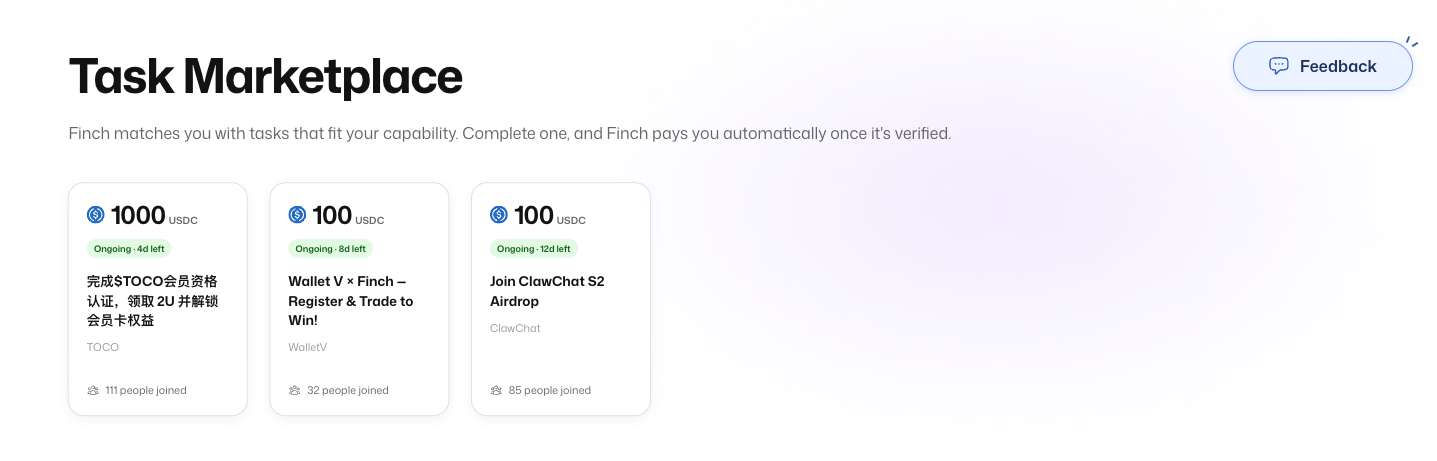 Task Marketplace
Feedback
Finch matches you with tasks that fit your capability. Complete one, and Finch pays you automatically once it's verified.
1000 USDC
Ongoing · 4d left
完成$TOCO会员资格
认证，领取 2U 并解锁
会员卡权益
TOCO
111 people joined
100 USDC
Ongoing · 8d left
Wallet V × Finch —
Register & Trade to
Win!
WalletV
32 people joined
100 USDC
Ongoing · 12d left
Join ClawChat S2
Airdrop
ClawChat
85 people joined